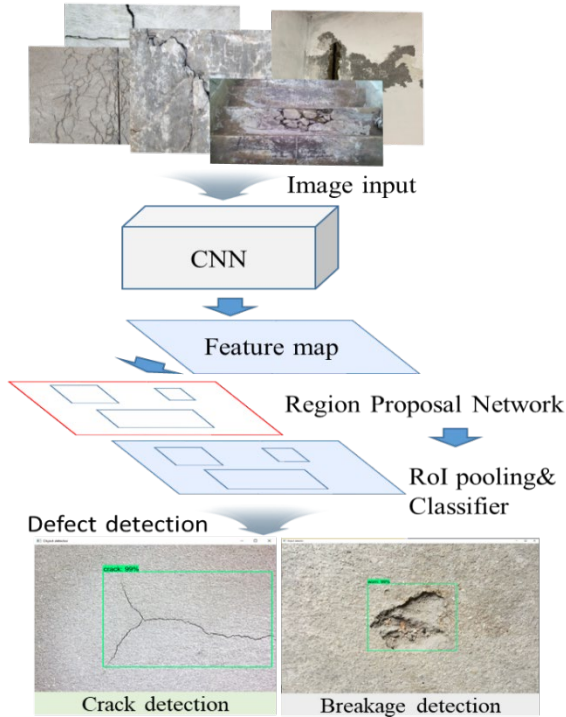 Image input
CNN
Feature map
Region Proposal Network
RoI pooling&
Classifier
Defect detection
crack: 99%
Crack detection
Breakage detection